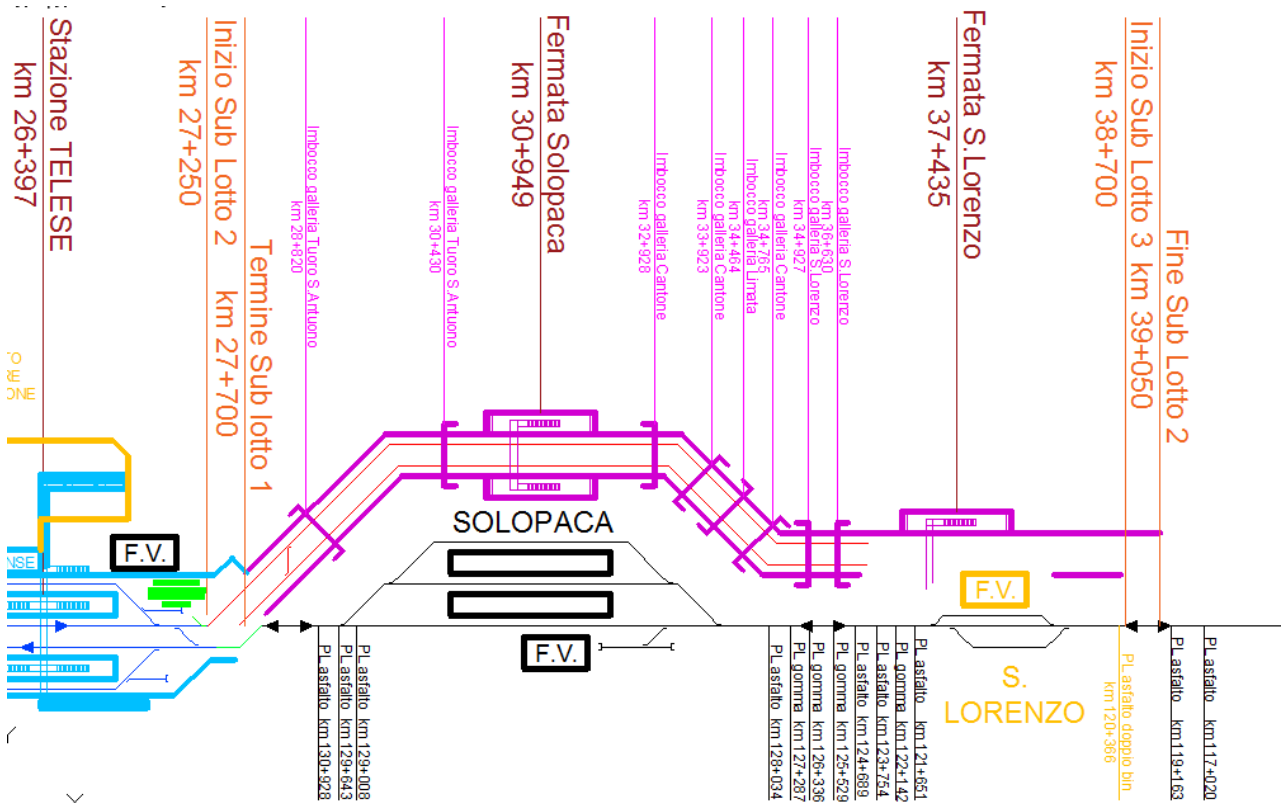 Stazione TELESE
km 26+397
Inizio Sub Lotto 2
km 27+250
Termine Sub lotto 1
km 27+700
Imbocco galleria Tuoro S.Antuono
km 28+820
Imbocco galleria Tuoro S.Antuono
km 30+430
Fermata Solopaca
km 30+949
Imbocco galleria Cantone
km 32+928
Imbocco galleria Cantone
km 33+923
Imbocco galleria Limata
km 34+464
Imbocco galleria Cantone
km 34+765
Imbocco galleria S.Lorenzo
km 34+927
Imbocco galleria S.Lorenzo
km 36+630
Fermata S.Lorenzo
km 37+435
Inizio Sub Lotto 3
km 38+700
Fine Sub Lotto 2
km 39+050
TO
RE
ONE
NSE
F.V.
SOLOPACA
F.V.
F.V.
S.
LORENZO
PL asfalto km 130+928
PL asfalto km 129+643
PL asfalto km 129+008
PL asfalto km 128+034
PL gomma km 127+287
PL gomma km 126+336
PL gomma km 125+529
PL asfalto km 124+689
PL asfalto km 123+754
PL gomma km 122+142
PL asfalto km 121+651
PL asfalto doppio bin
km 120+366
PL asfalto km119+163
PL asfalto km117+020